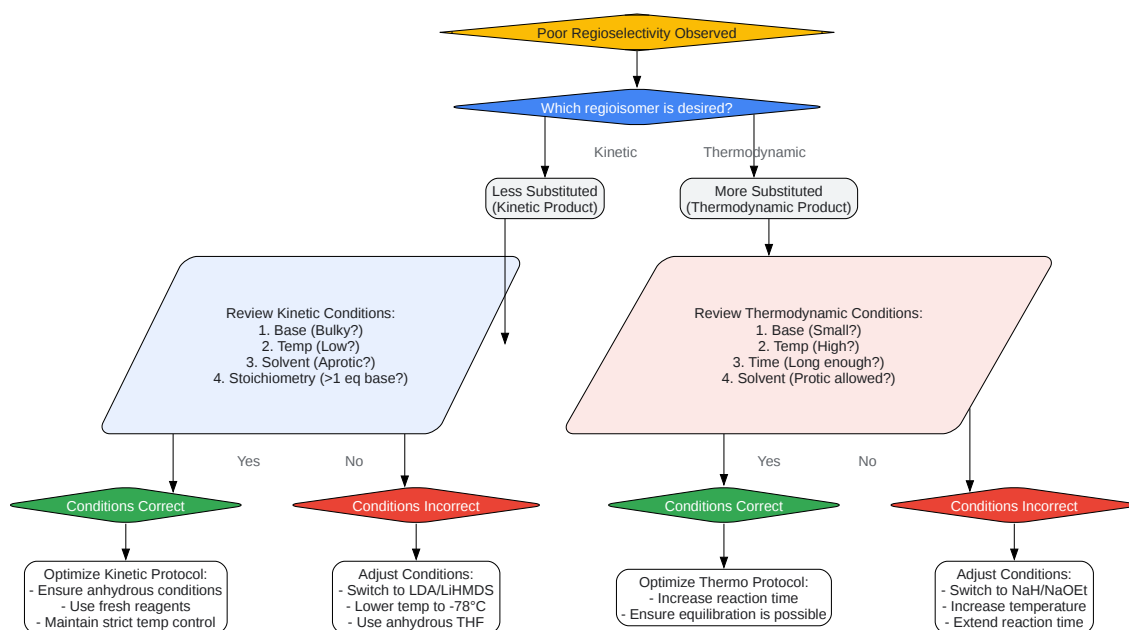 Poor Regioselectivity Observed
Which regioisomer is desired?
Kinetic
Thermodynamic
Less Substituted
(Kinetic Product)
More Substituted
(Thermodynamic Product)
Review Kinetic Conditions:
1. Base (Bulky?)
2. Temp (Low?)
3. Solvent (Aprotic?)
4. Stoichiometry (>1 eq base?)
Review Thermodynamic Conditions:
1. Base (Small?)
2. Temp (High?)
3. Time (Long enough?)
4. Solvent (Protic allowed?)
Yes
No
Yes
No
Conditions Correct
Conditions Incorrect
Conditions Correct
Conditions Incorrect
Optimize Kinetic Protocol:
- Ensure anhydrous conditions
- Use fresh reagents
- Maintain strict temp control
Adjust Conditions:
- Switch to LDA/LiHMDS
- Lower temp to -78°C
- Use anhydrous THF
Optimize Thermo Protocol:
- Increase reaction time
- Ensure equilibration is possible
Adjust Conditions:
- Switch to NaH/NaOEt
- Increase temperature
- Extend reaction time